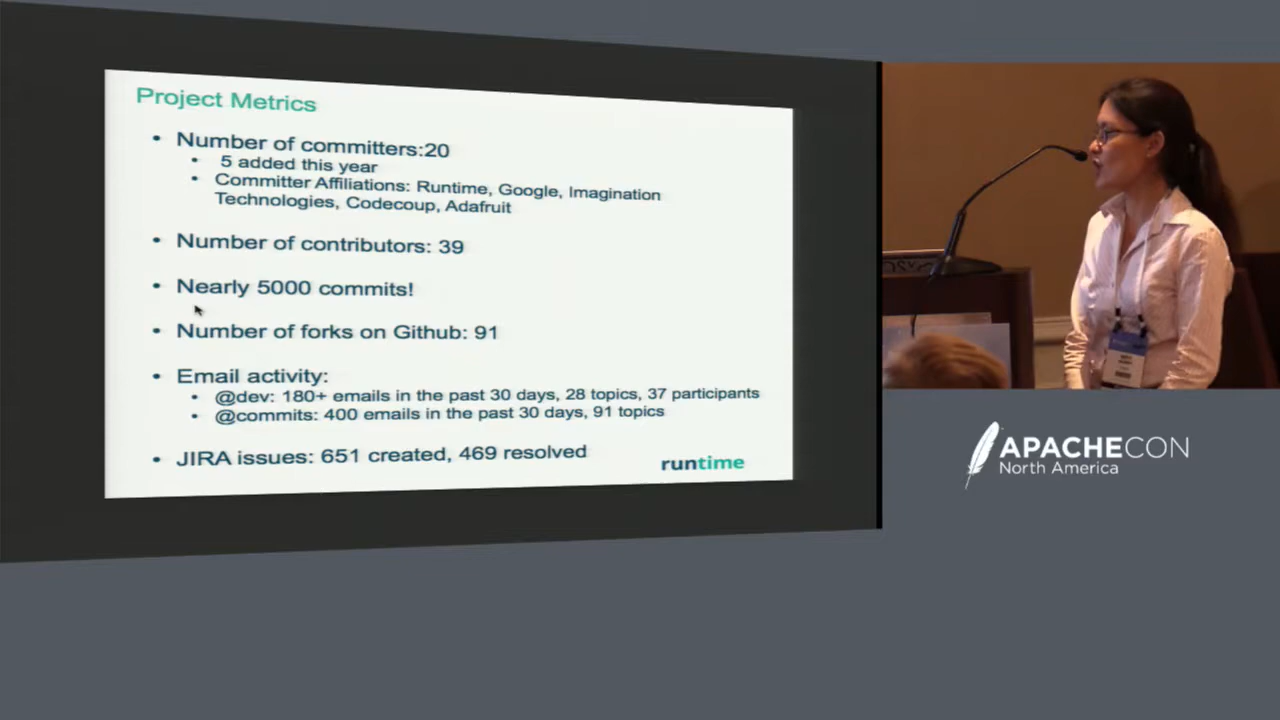 Project Metrics
• Number of committers:20
• 5 added this year
• Committer Affiliations: Runtime, Google, Imagination
Technologies, Codecoup, Adafruit
• Number of contributors: 39
• Nearly 5000 commits!
• Number of forks on Github: 91
• Email activity:
• @dev: 180+ emails in the past 30 days, 28 topics, 37 participants
• @commits: 400 emails in the past 30 days, 91 topics
• JIRA issues: 651 created, 469 resolved
runtime
APACHECON
North America